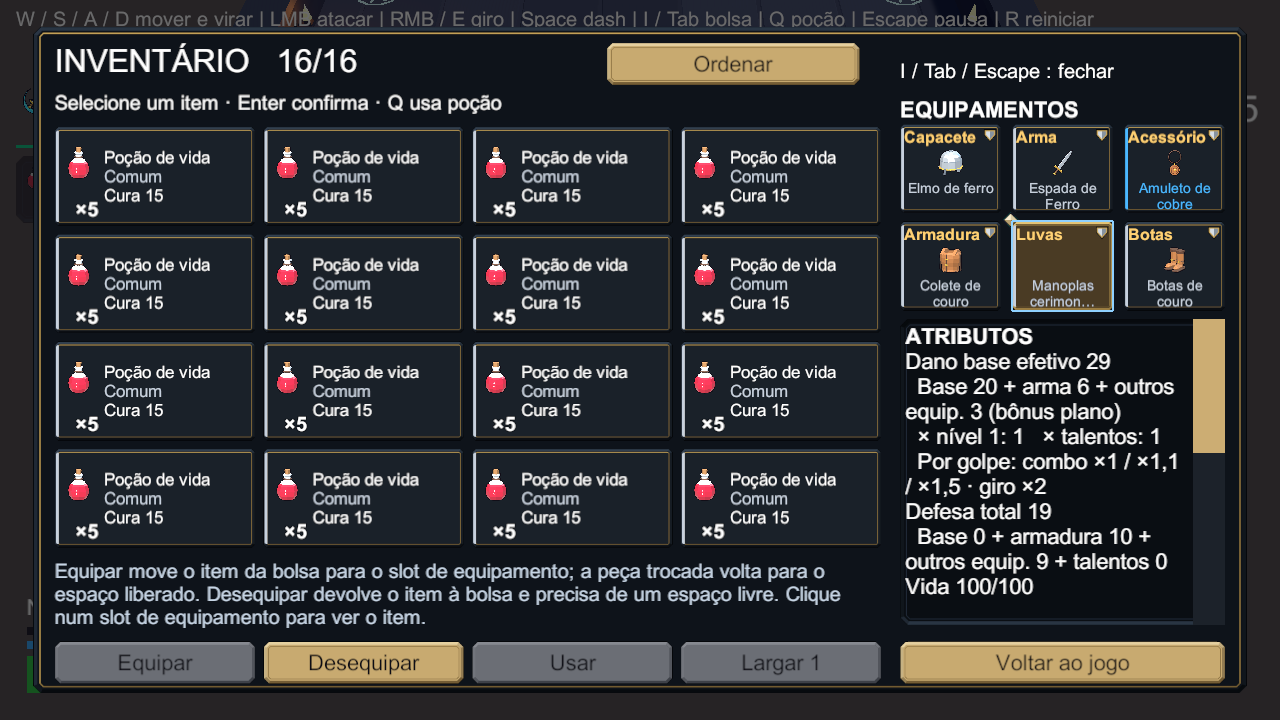 W / S / A / D mover e virar | LMB atacar | RMB / E giro | Space dash | I / Tab bolsa | Q poção | Escape pausa | R reiniciar
INVENTÁRIO 16/16
Ordenar
I / Tab / Escape : fechar
Selecione um item · Enter confirma · Q usa poção
EQUIPAMENTOS
Capacete
Elmo de ferro
Arma
Espada de
Ferro
Acessório
Amuleto de
cobre
Armadura
Colete de
couro
Luvas
Manoplas
cerimon...
Botas
Botas de
couro
Poção de vida
Comum
Cura 15
×5
Poção de vida
Comum
Cura 15
×5
Poção de vida
Comum
Cura 15
×5
Poção de vida
Comum
Cura 15
×5
Poção de vida
Comum
Cura 15
×5
Poção de vida
Comum
Cura 15
×5
Poção de vida
Comum
Cura 15
×5
Poção de vida
Comum
Cura 15
×5
Poção de vida
Comum
Cura 15
×5
Poção de vida
Comum
Cura 15
×5
Poção de vida
Comum
Cura 15
×5
Poção de vida
Comum
Cura 15
×5
Poção de vida
Comum
Cura 15
×5
Poção de vida
Comum
Cura 15
×5
Poção de vida
Comum
Cura 15
×5
Poção de vida
Comum
Cura 15
×5
ATRIBUTOS
Dano base efetivo 29
Base 20 + arma 6 + outros
equip. 3 (bônus plano)
× nível 1: 1 × talentos: 1
Por golpe: combo ×1 / ×1,1
/ ×1,5 · giro ×2
Defesa total 19
Base 0 + armadura 10 +
outros equip. 9 + talentos 0
Vida 100/100
Equipar move o item da bolsa para o slot de equipamento; a peça trocada volta para o
espaço liberado. Desequipar devolve o item à bolsa e precisa de um espaço livre. Clique
num slot de equipamento para ver o item.
Equipar
Desequipar
Usar
Largar 1
Voltar ao jogo